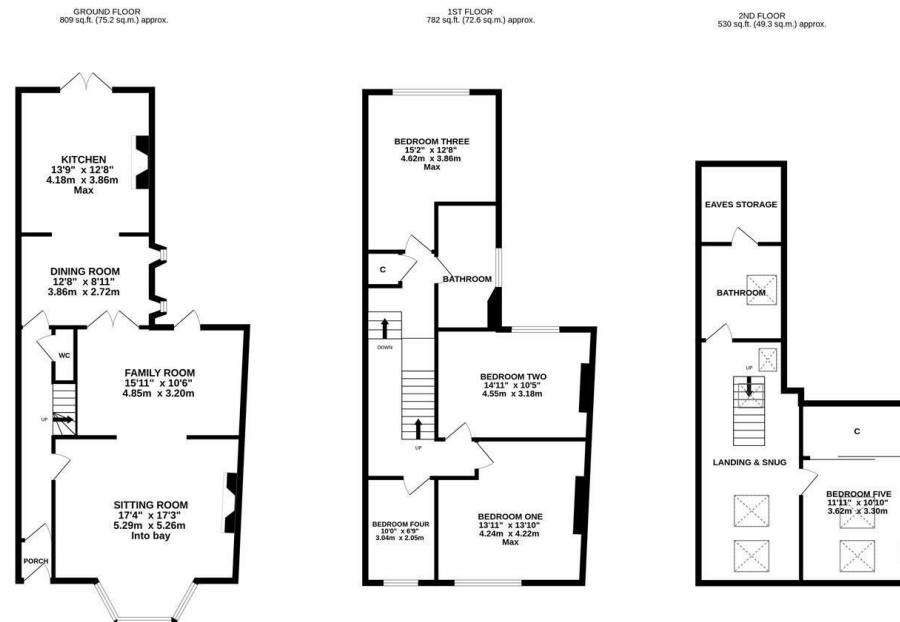 GROUND FLOOR
809 sq.ft. (75.2 sq.m.) approx.
KITCHEN
13'9" x 12'8"
4.18m x 3.86m
Max
DINING ROOM
12'8" x 8'11"
3.86m x 2.72m
WC
FAMILY ROOM
15'11" x 10'6"
4.85m x 3.20m
UP
SITTING ROOM
17'4" x 17'3"
5.29m x 5.26m
Into bay
PORCH
1ST FLOOR
782 sq.ft. (72.6 sq.m.) approx.
BEDROOM THREE
15'2" x 12'8"
4.62m x 3.86m
Max
C
BATHROOM
DOWN
BEDROOM TWO
14'11" x 10'5"
4.55m x 3.18m
UP
BEDROOM FOUR
10'0" x 6'9"
3.04m x 2.05m
BEDROOM ONE
13'11" x 13'10"
4.24m x 4.22m
Max
2ND FLOOR
530 sq.ft. (49.3 sq.m.) approx.
EAVES STORAGE
BATHROOM
UP
C
LANDING & SNUG
BEDROOM FIVE
11'11" x 10'10"
3.62m x 3.30m